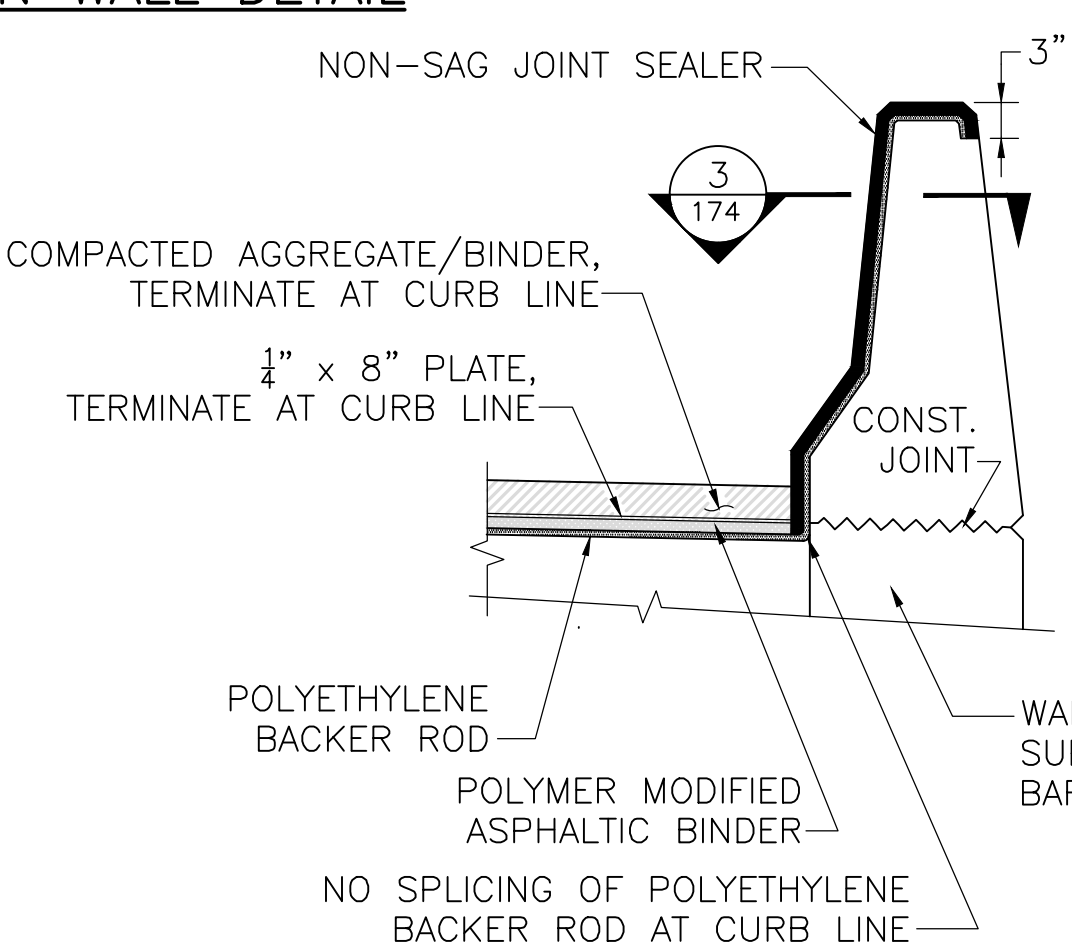 WALL DETAIL
NON-SAG JOINT SEALER
3"
3
174
COMPACTED AGGREGATE/BINDER,
TERMINATE AT CURB LINE
1/4" x 8" PLATE,
TERMINATE AT CURB LINE
CONST.
JOINT
POLYETHYLENE
BACKER ROD
POLYMER MODIFIED
ASPHALTIC BINDER
NO SPLICING OF POLYETHYLENE
BACKER ROD AT CURB LINE